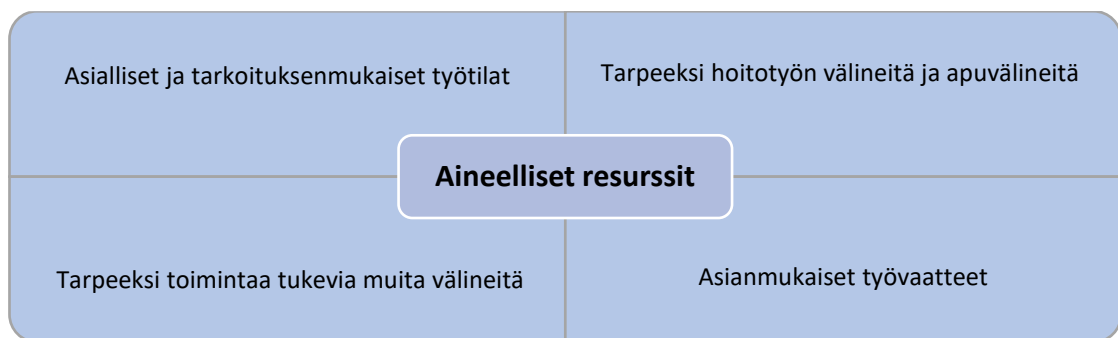 Asialliset ja tarkoituksenmukaiset työtilat
Tarpeeksi hoitotyön välineitä ja apuvälineitä
Aineelliset resurssit
Tarpeeksi toimintaa tukevia muita välineitä
Asianmukaiset työvaatteet